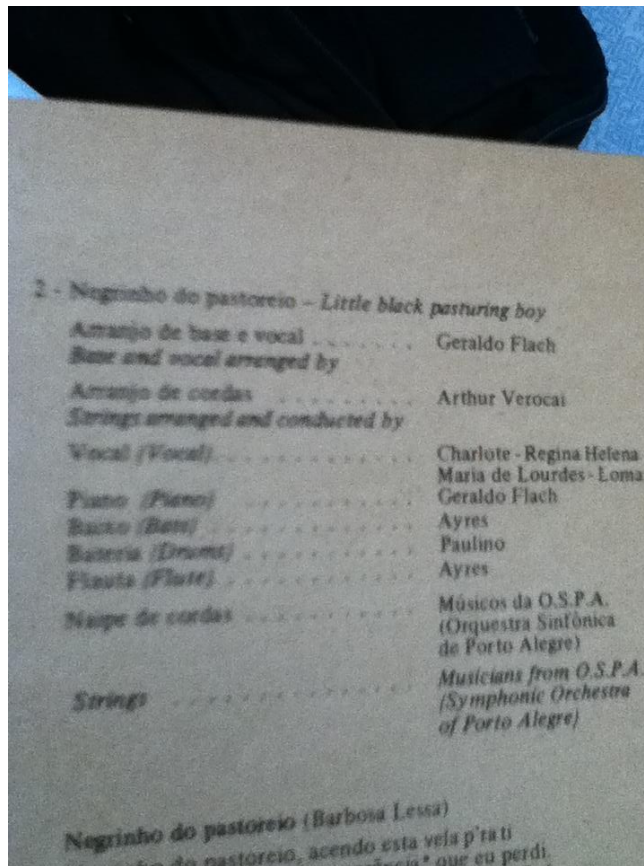 2 - Negrinho do pastoreio – Little black pasturing boy
Arranjo de base e vocal . . . . . . . Geraldo Flach
Base and vocal arranged by
Arranjo de cordas . . . . . . . . . . Arthur Verocai
Strings arranged and conducted by
Vocal (Vocal). . . . . . . . . . . . . Charlote - Regina Helena
Maria de Lourdes - Loma
Piano (Piano) . . . . . . . . . . . Geraldo Flach
Baixo (Bass) . . . . . . . . . . . . Ayres
Bateria (Drums) . . . . . . . . . . Paulino
Flauta (Flute) . . . . . . . . . . . Ayres
Naipe de cordas . . . . . . . . . . Músicos da O.S.P.A.
(Orquestra Sinfônica
de Porto Alegre)
Strings . . . . . . . . . . . . . . Musicians from O.S.P.A.
(Symphonic Orchestra
of Porto Alegre)
Negrinho do pastoreio (Barbosa Lessa)
do pastoreio, acendo esta vela p'ra ti
que eu perdi.